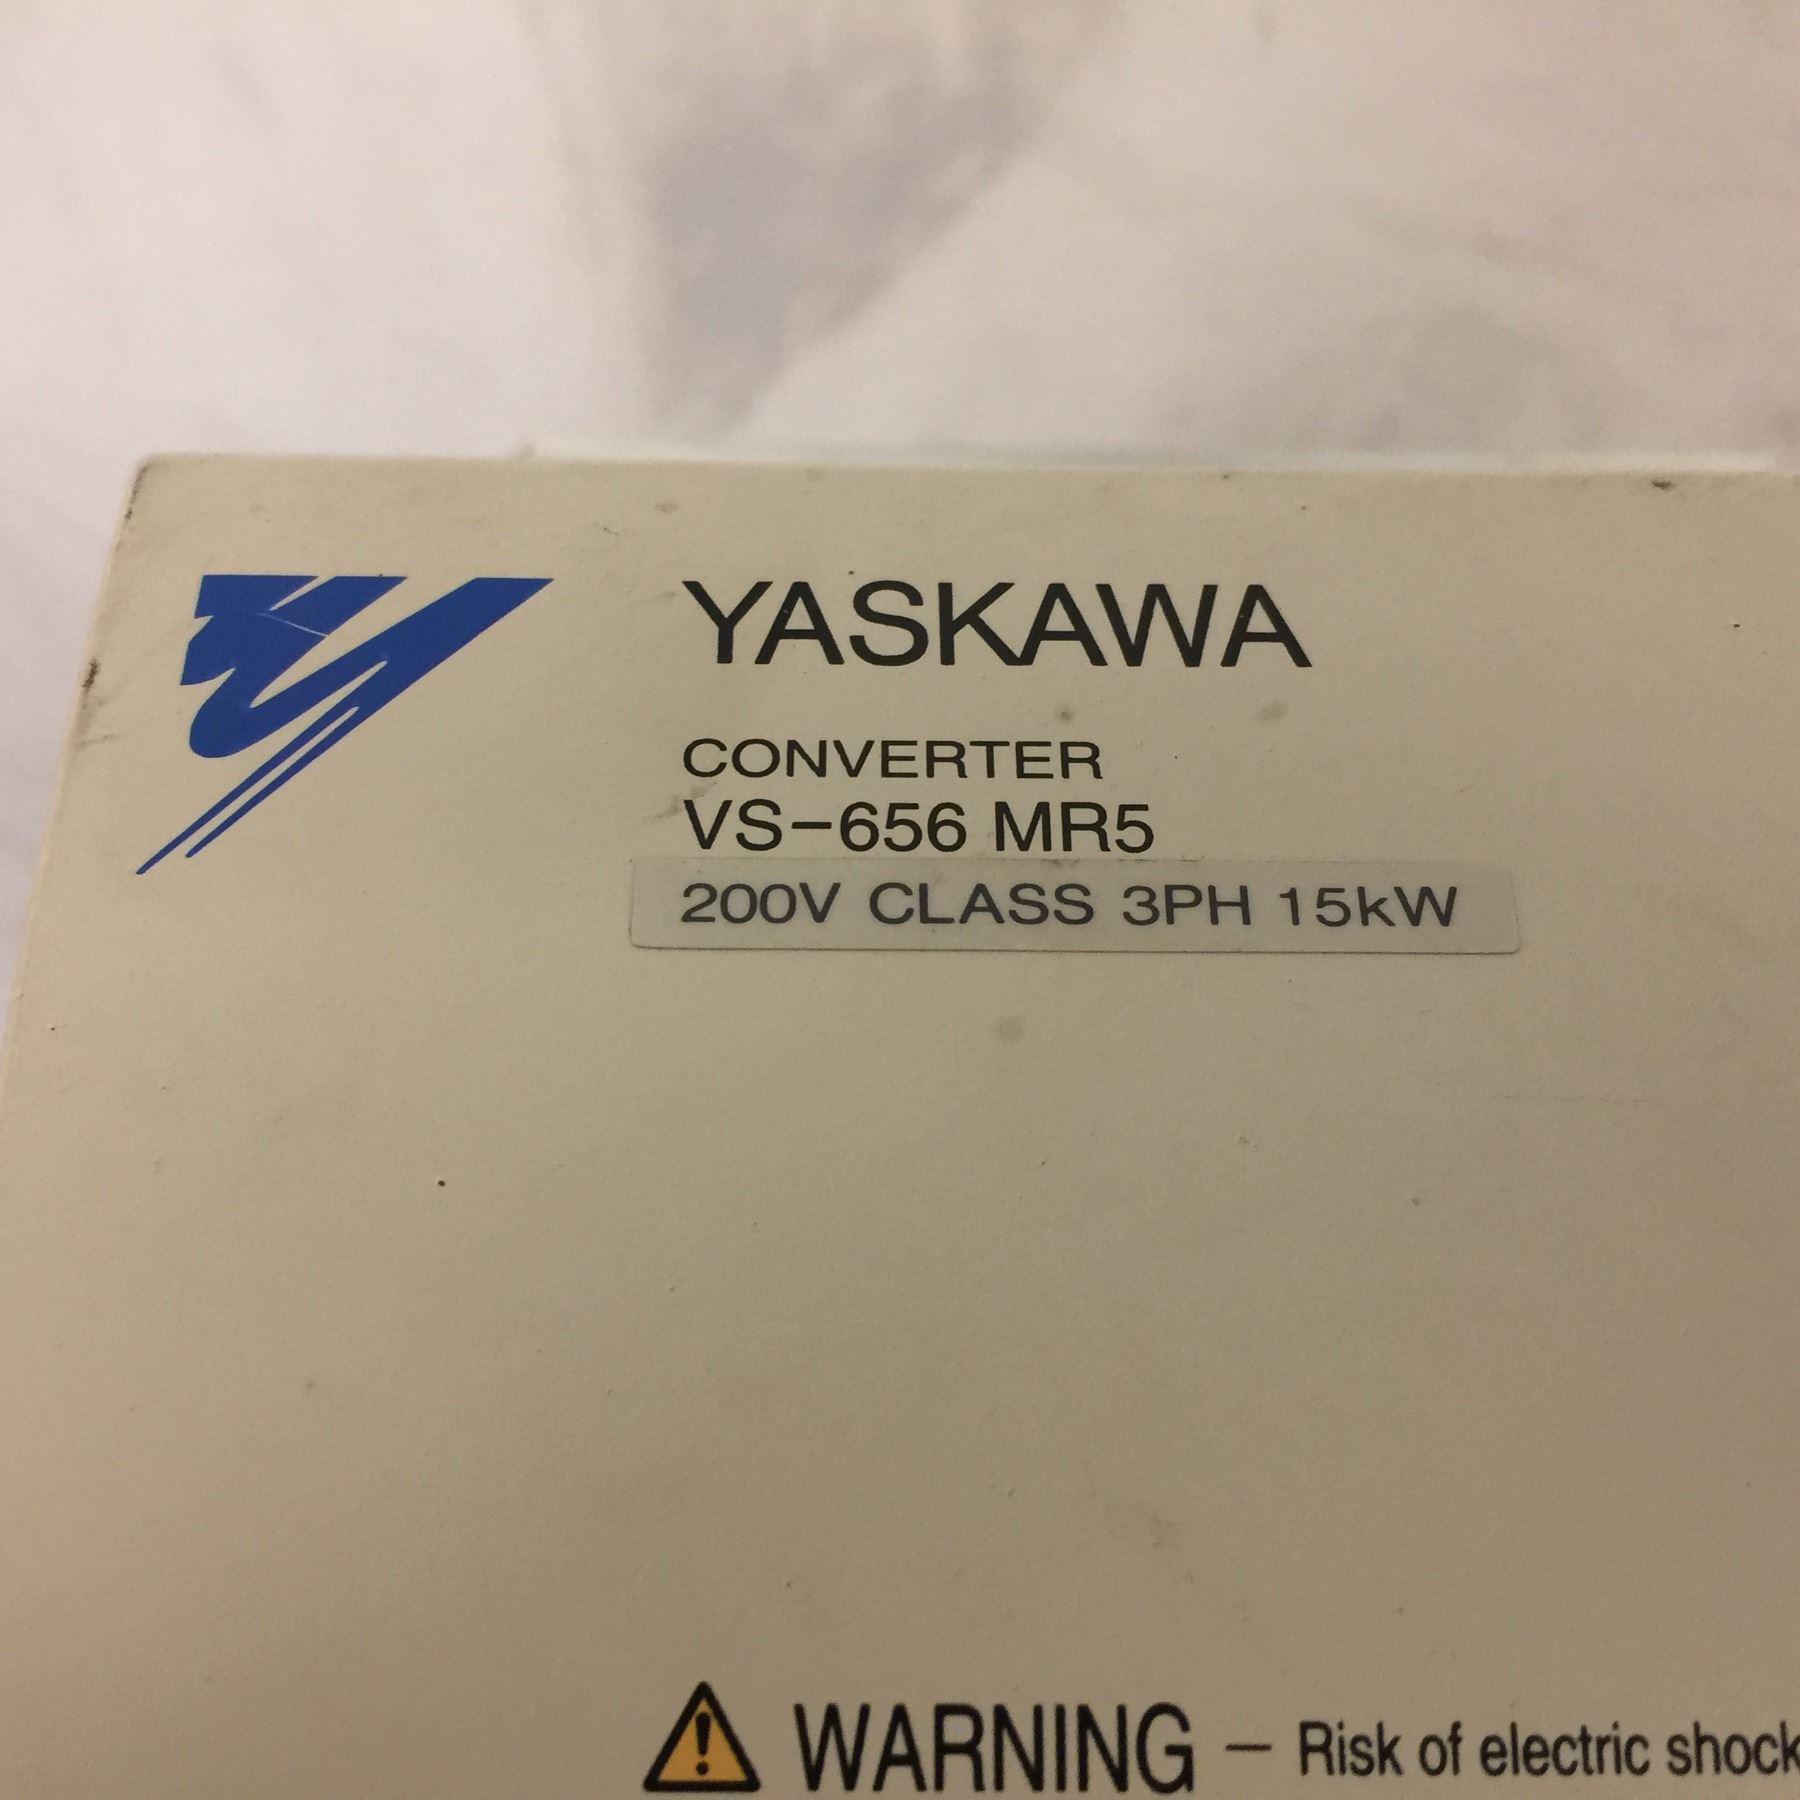 YASKAWA
CONVERTER
VS-656 MR5
200V CLASS 3PH 15kW
WARNING – Risk of electric shock